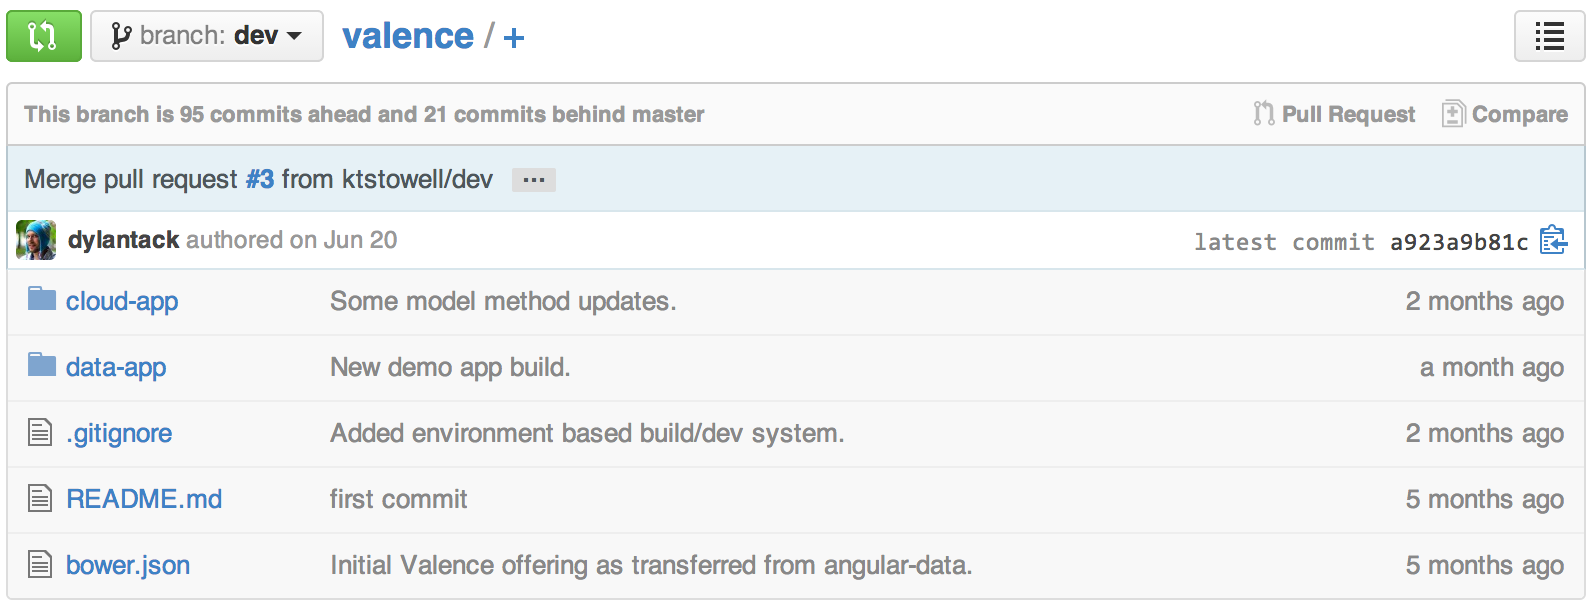 branch: dev valence / +
This branch is 95 commits ahead and 21 commits behind master Pull Request Compare
Merge pull request #3 from ktstowell/dev ...
dylantack authored on Jun 20 latest commit a923a9b81c
cloud-app Some model method updates. 2 months ago
data-app New demo app build. a month ago
.gitignore Added environment based build/dev system. 2 months ago
README.md first commit 5 months ago
bower.json Initial Valence offering as transferred from angular-data. 5 months ago